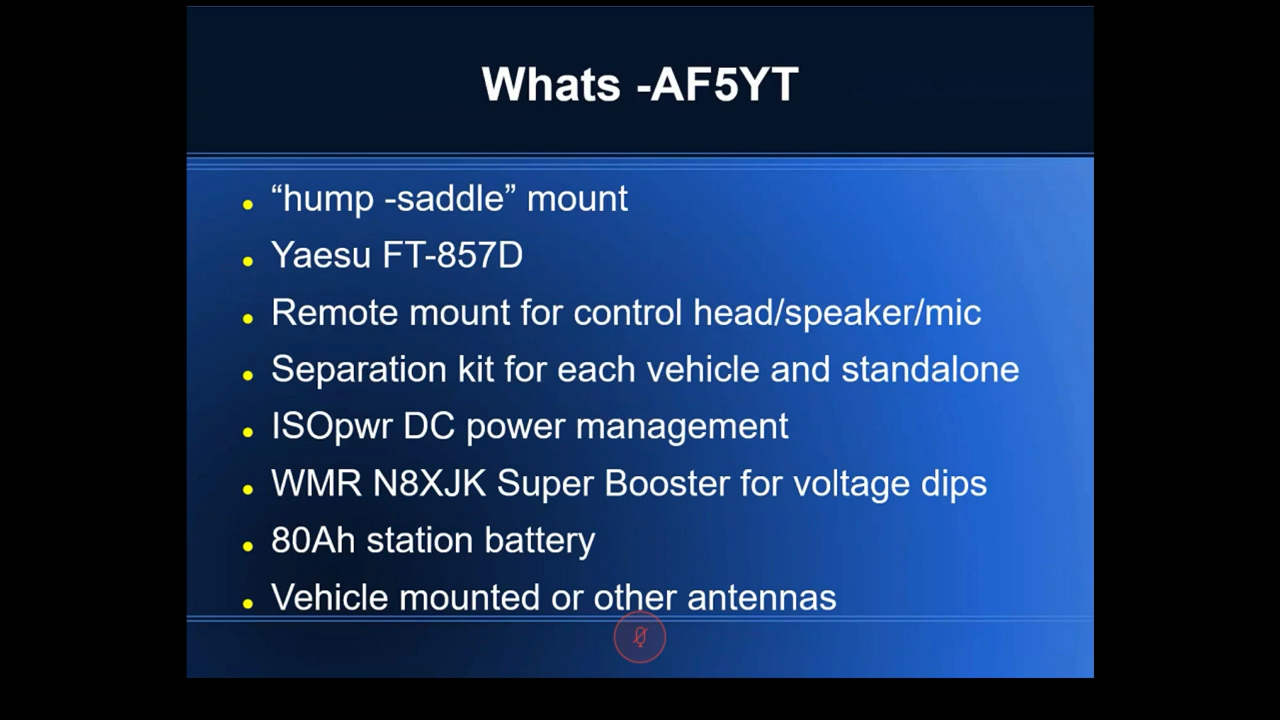 Whats -AF5YT
“hump -saddle” mount
Yaesu FT-857D
Remote mount for control head/speaker/mic
Separation kit for each vehicle and standalone
ISOpwr DC power management
WMR N8XJK Super Booster for voltage dips
80Ah station battery
Vehicle mounted or other antennas